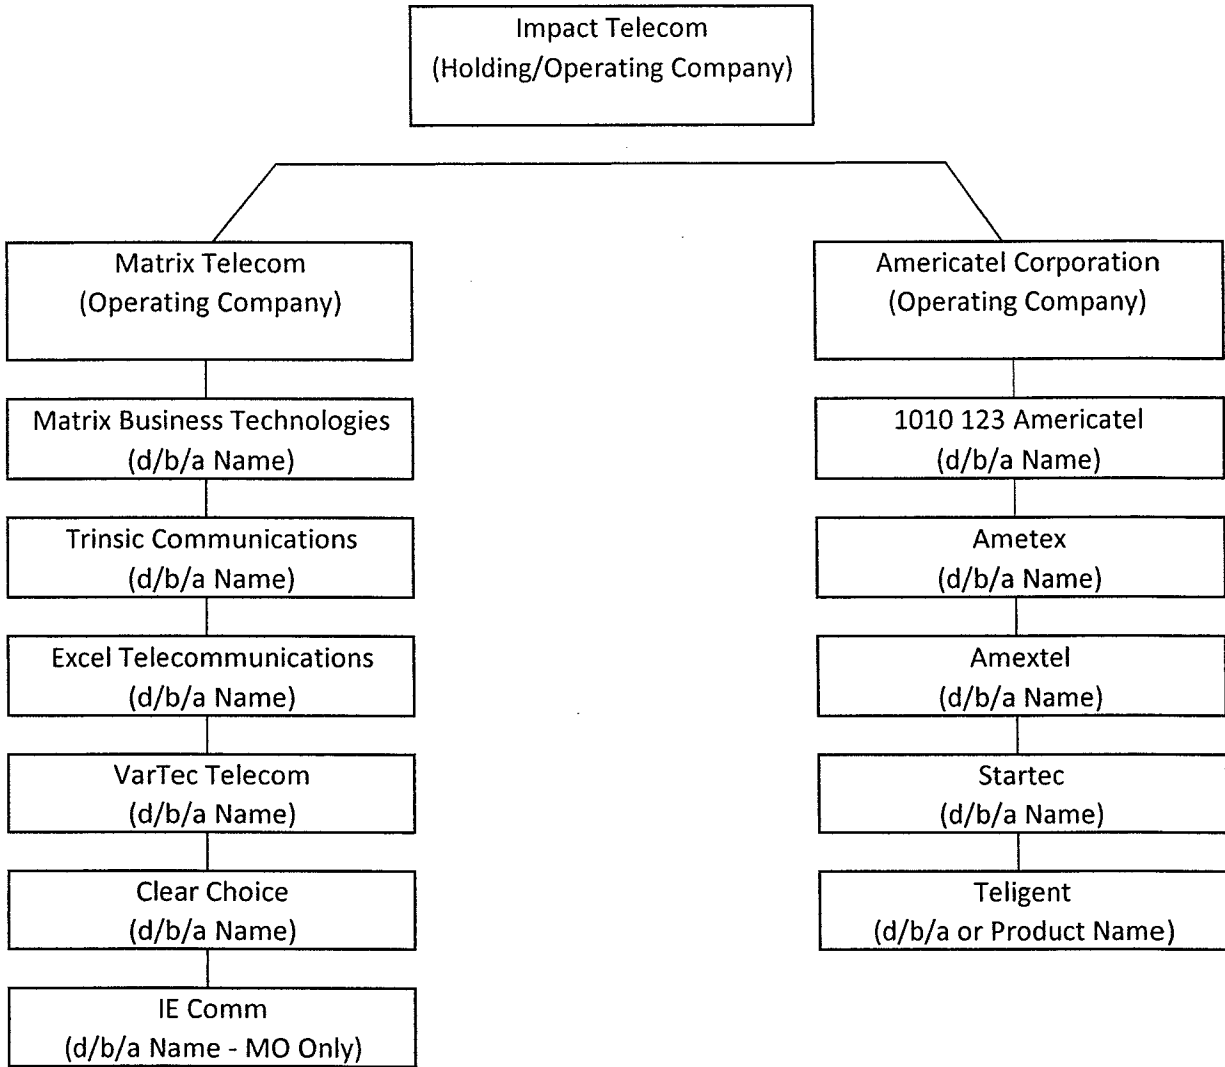 Impact Telecom
(Holding/Operating Company)
Matrix Telecom
(Operating Company)
Matrix Business Technologies
(d/b/a Name)
Trinsic Communications
(d/b/a Name)
Excel Telecommunications
(d/b/a Name)
VarTec Telecom
(d/b/a Name)
Clear Choice
(d/b/a Name)
IE Comm
(d/b/a Name - MO Only)
Americatel Corporation
(Operating Company)
1010 123 Americatel
(d/b/a Name)
Ametex
(d/b/a Name)
Amextel
(d/b/a Name)
Startec
(d/b/a Name)
Teligent
(d/b/a or Product Name)